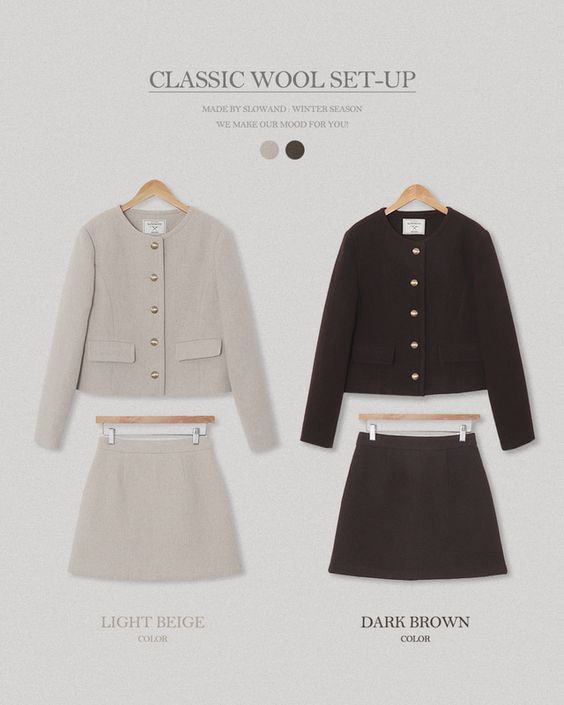 CLASSIC WOOL SET-UP
MADE BY SLOWAND : WINTER SEASON
WE MAKE OUR MOOD FOR YOU!
LIGHT BEIGE
COLOR
DARK BROWN
COLOR